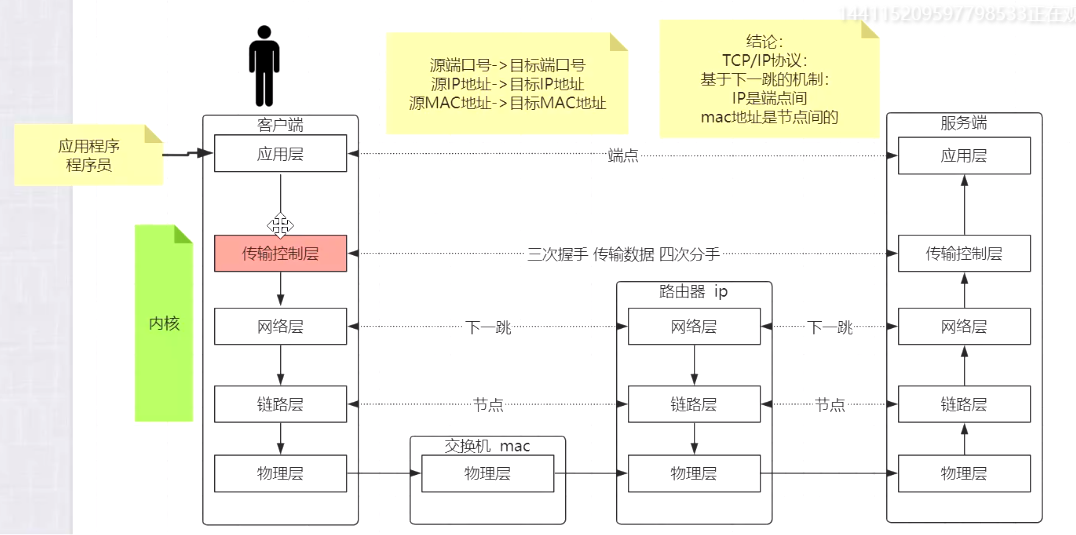 144115209597798533正在观
结论：
TCP/IP协议：
基于下一跳的机制：
IP是端点间
mac地址是节点间的
源端口号->目标端口号
源IP地址->目标IP地址
源MAC地址->目标MAC地址
应用程序
程序员
客户端
应用层
端点
服务端
应用层
传输控制层
三次握手 传输数据 四次分手
传输控制层
内核
路由器 ip
网络层
下一跳
网络层
下一跳
网络层
链路层
节点
链路层
节点
链路层
交换机 mac
物理层
物理层
物理层
物理层